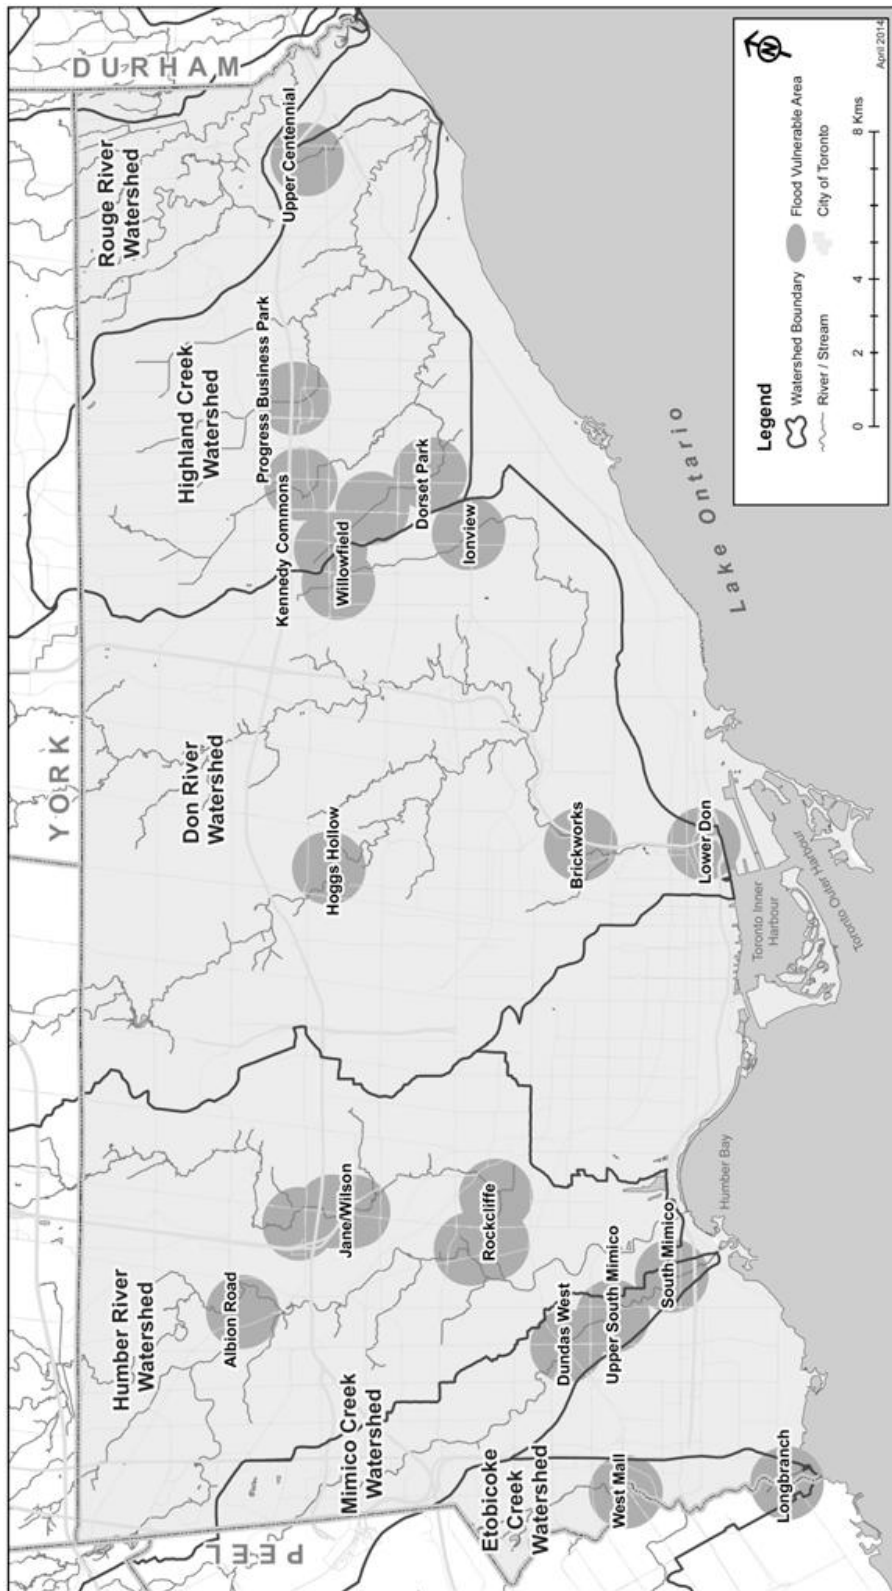 DURHAM
YORK
PEEL
Rouge River
Watershed
Highland Creek
Watershed
Don River
Watershed
Humber River
Watershed
Mimico Creek
Watershed
Etobicoke
Creek
Watershed
Upper Centennial
Progress Business Park
Kennedy Commons
Willowfield
Dorset Park
Ionview
Hoggs Hollow
Brickworks
Lower Don
Jane/Wilson
Albion Road
Rockcliffe
Dundas West
Upper South Mimico
South Mimico
West Mall
Longbranch
Lake Ontario
Toronto Inner
Harbour
Toronto Outer Harbour
Humber Bay
Legend
Watershed Boundary
Flood Vulnerable Area
River / Stream
City of Toronto
0 2 4 8 Kms
N
April 2014